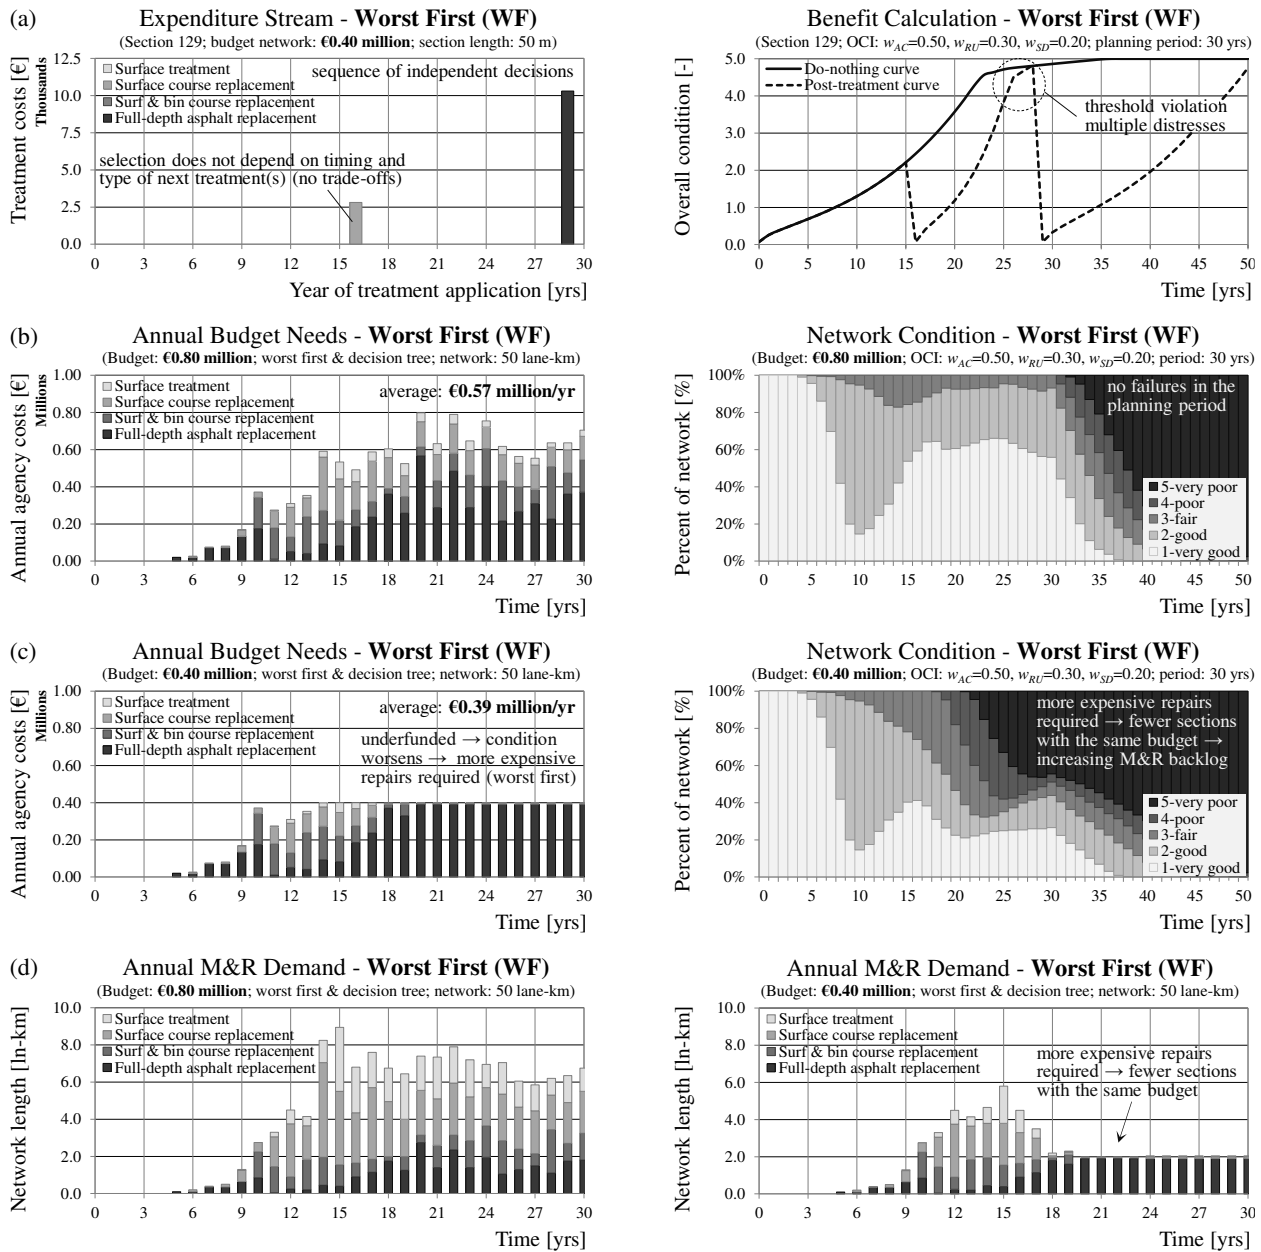 (a)
Expenditure Stream - Worst First (WF)
(Section 129; budget network: €0.40 million; section length: 50 m)
Treatment costs [€]
Thousands
12.5
10.0
7.5
5.0
2.5
0.0
Surface treatment
Surface course replacement
Surf & bin course replacement
Full-depth asphalt replacement
sequence of independent decisions
selection does not depend on timing and
type of next treatment(s) (no trade-offs)
0 3 6 9 12 15 18 21 24 27 30
Year of treatment application [yrs]
Benefit Calculation - Worst First (WF)
(Section 129; OCI: wAC=0.50, wRU=0.30, wSD=0.20; planning period: 30 yrs)
Overall condition [-]
5.0
4.0
3.0
2.0
1.0
0.0
Do-nothing curve
Post-treatment curve
threshold violation
multiple distresses
0 5 10 15 20 25 30 35 40 45 50
Time [yrs]
(b)
Annual Budget Needs - Worst First (WF)
(Budget: €0.80 million; worst first & decision tree; network: 50 lane-km)
Annual agency costs [€]
Millions
1.00
0.80
0.60
0.40
0.20
0.00
Surface treatment
Surface course replacement
Surf & bin course replacement
Full-depth asphalt replacement
average: €0.57 million/yr
0 3 6 9 12 15 18 21 24 27 30
Time [yrs]
Network Condition - Worst First (WF)
(Budget: €0.80 million; OCI: wAC=0.50, wRU=0.30, wSD=0.20; period: 30 yrs)
Percent of network [%]
100%
80%
60%
40%
20%
0%
no failures in the
planning period
5-very poor
4-poor
3-fair
2-good
1-very good
0 5 10 15 20 25 30 35 40 45 50
Time [yrs]
(c)
Annual Budget Needs - Worst First (WF)
(Budget: €0.40 million; worst first & decision tree; network: 50 lane-km)
Annual agency costs [€]
Millions
1.00
0.80
0.60
0.40
0.20
0.00
Surface treatment
Surface course replacement
Surf & bin course replacement
Full-depth asphalt replacement
average: €0.39 million/yr
underfunded → condition
worsens → more expensive
repairs required (worst first)
0 3 6 9 12 15 18 21 24 27 30
Time [yrs]
Network Condition - Worst First (WF)
(Budget: €0.40 million; OCI: wAC=0.50, wRU=0.30, wSD=0.20; period: 30 yrs)
Percent of network [%]
100%
80%
60%
40%
20%
0%
more expensive repairs
required → fewer sections
with the same budget →
increasing M&R backlog
5-very poor
4-poor
3-fair
2-good
1-very good
0 5 10 15 20 25 30 35 40 45 50
Time [yrs]
(d)
Annual M&R Demand - Worst First (WF)
(Budget: €0.80 million; worst first & decision tree; network: 50 lane-km)
Network length [ln-km]
10.0
8.0
6.0
4.0
2.0
0.0
Surface treatment
Surface course replacement
Surf & bin course replacement
Full-depth asphalt replacement
0 3 6 9 12 15 18 21 24 27 30
Time [yrs]
Annual M&R Demand - Worst First (WF)
(Budget: €0.40 million; worst first & decision tree; network: 50 lane-km)
Network length [ln-km]
10.0
8.0
6.0
4.0
2.0
0.0
Surface treatment
Surface course replacement
Surf & bin course replacement
Full-depth asphalt replacement
more expensive repairs
required → fewer sections
with the same budget
0 3 6 9 12 15 18 21 24 27 30
Time [yrs]